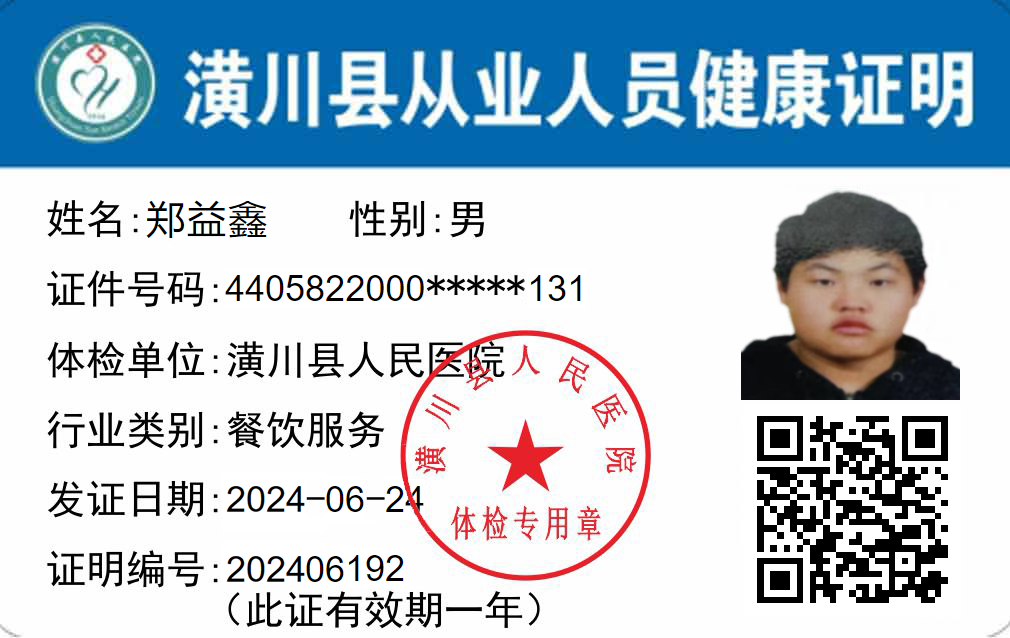 潢川县从业人员健康证明
姓名:郑益鑫 性别:男
证件号码:4405822000*****131
体检单位:潢川县人民医院
行业类别:餐饮服务
发证日期:2024-06-24
证明编号:202406192
(此证有效期一年)
潢川县人民医院
体检专用章